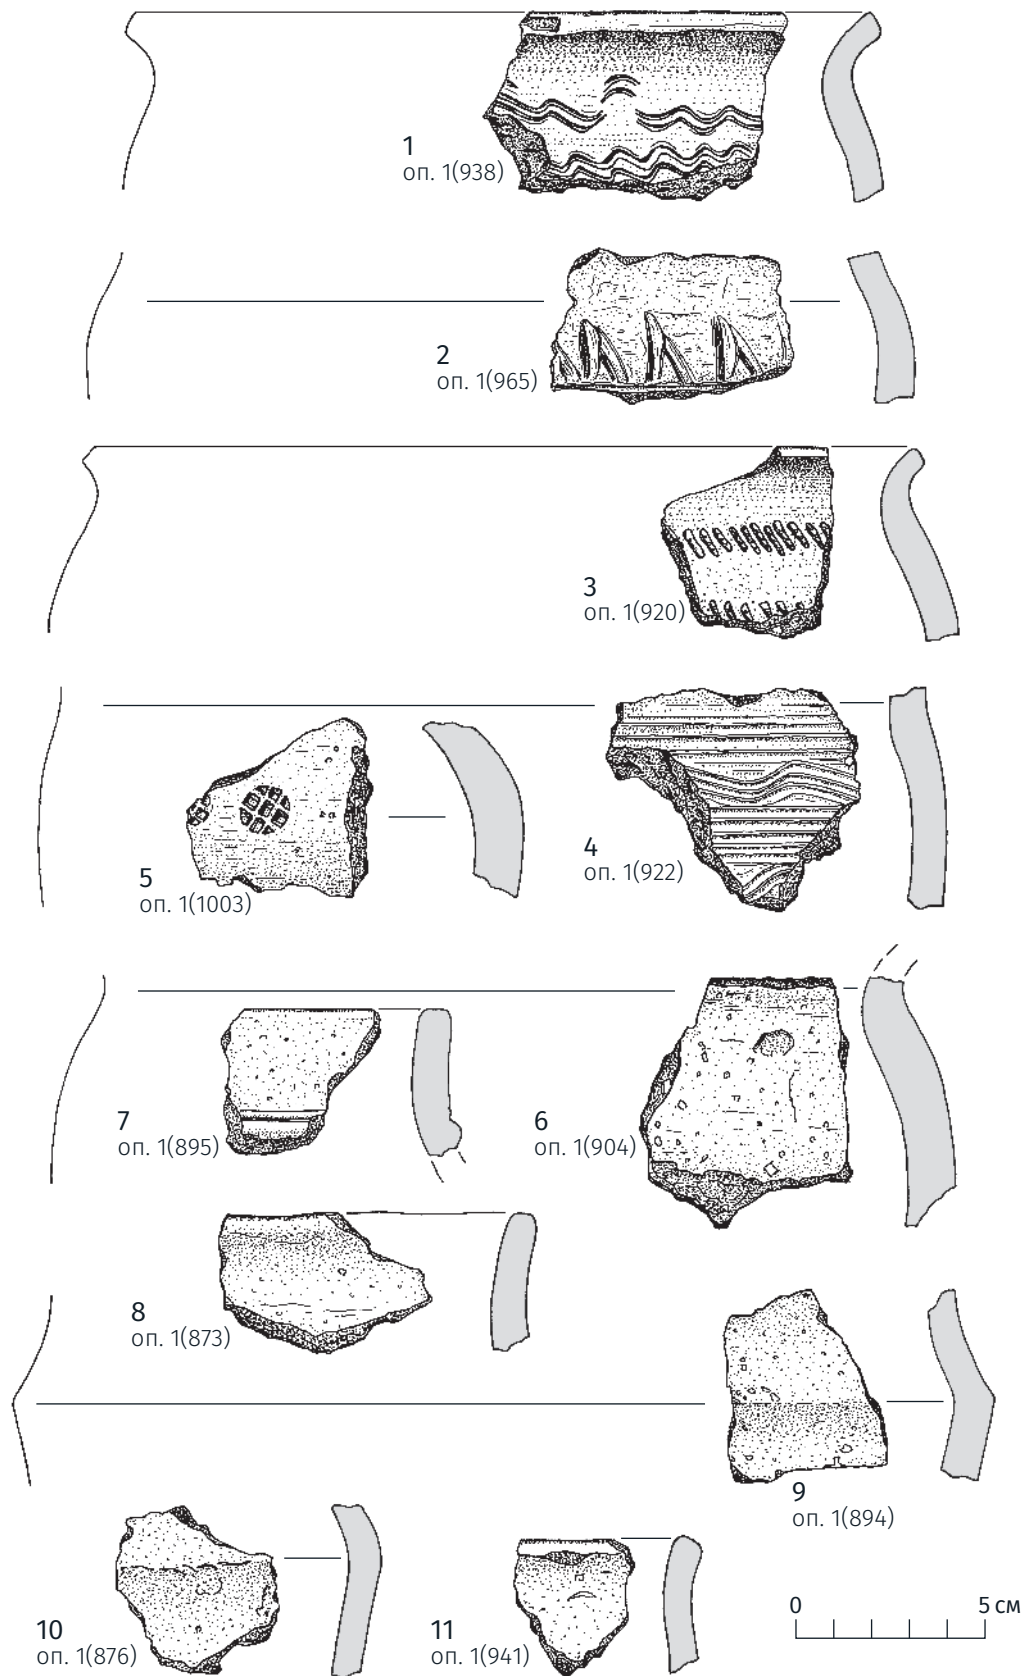 1
оп. 1(938)
2
оп. 1(965)
3
оп. 1(920)
4
оп. 1(922)
5
оп. 1(1003)
6
оп. 1(904)
7
оп. 1(895)
8
оп. 1(873)
9
оп. 1(894)
10
оп. 1(876)
11
оп. 1(941)
0 5 см